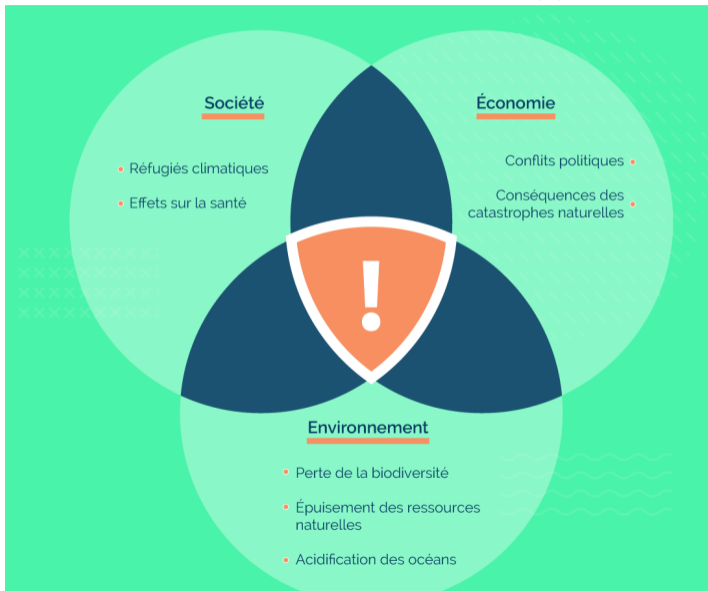 Société
Réfugiés climatiques
Effets sur la santé
Économie
Conflits politiques
Conséquences des
catastrophes naturelles
!
Environnement
Perte de la biodiversité
Épuisement des ressources
naturelles
Acidification des océans